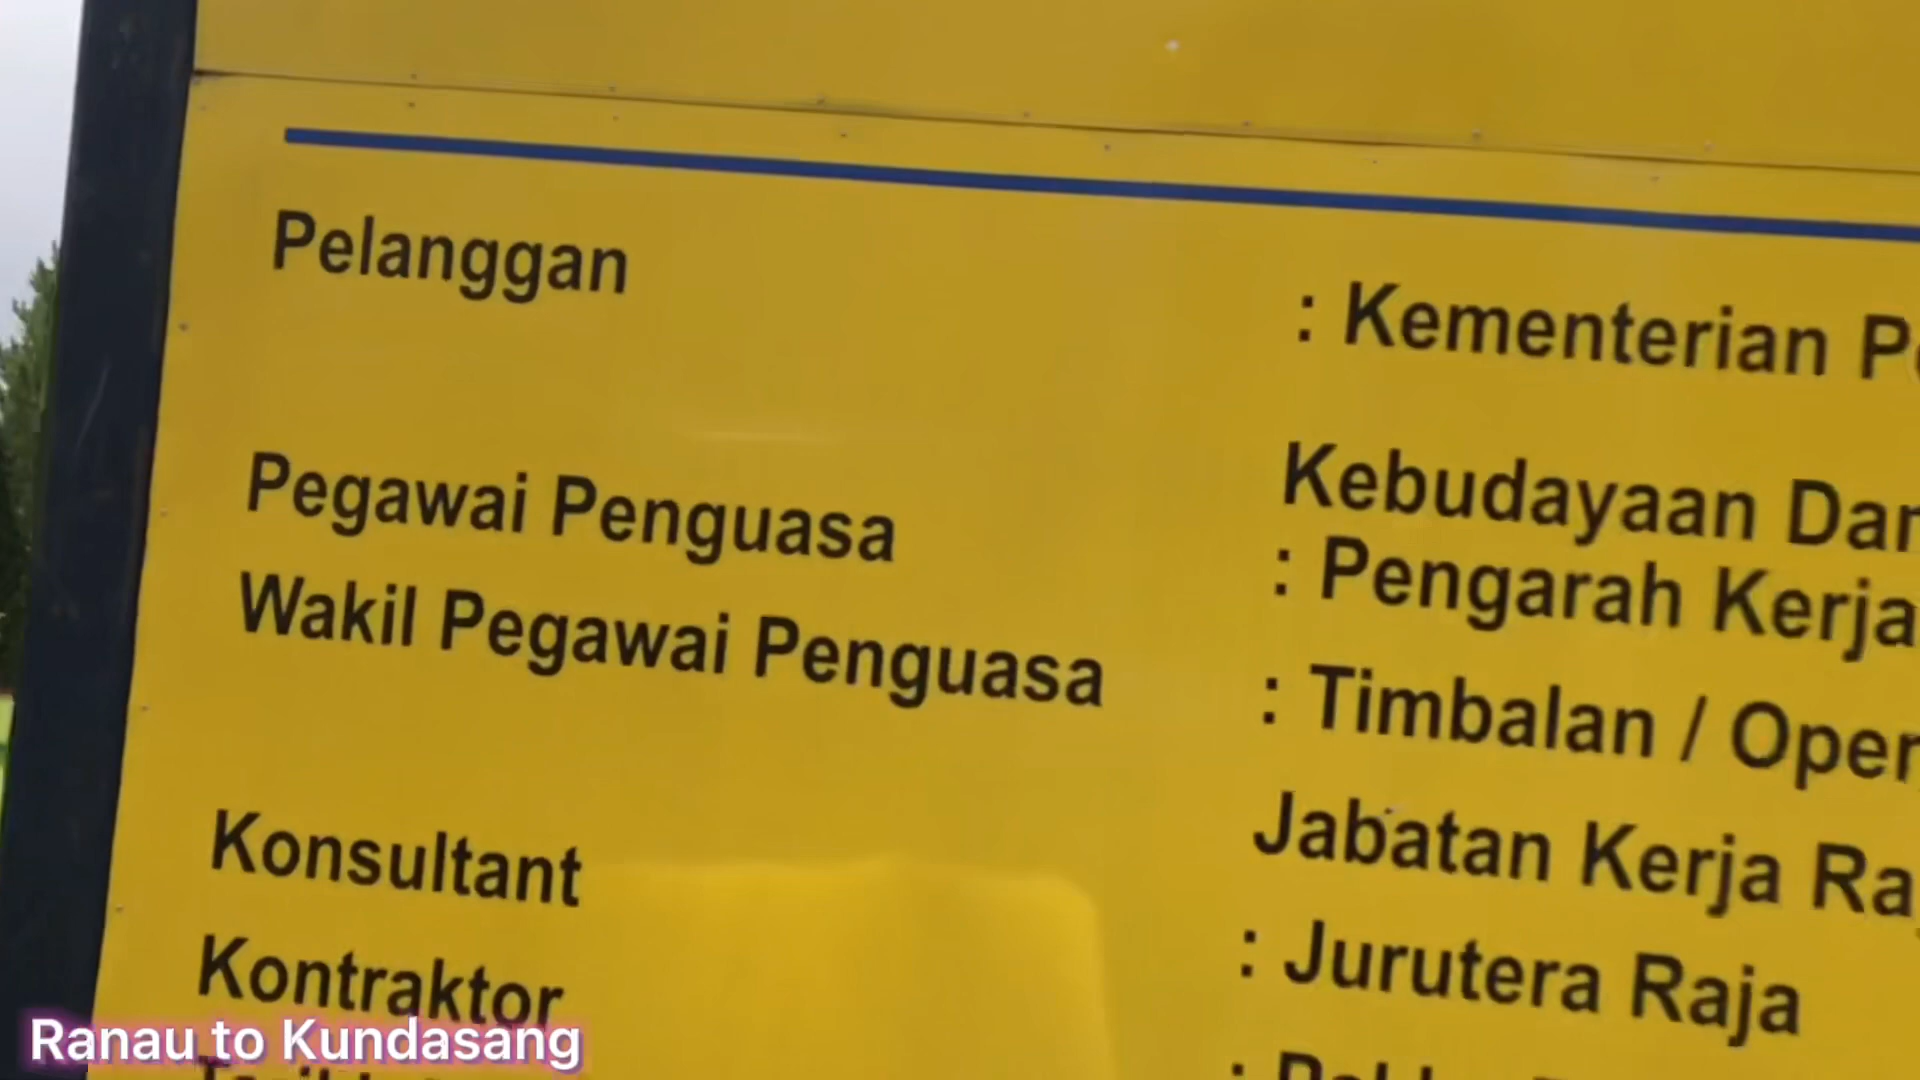 Pelanggan : Kementerian
Kebudayaan
Pegawai Penguasa : Pengarah Kerja
Wakil Pegawai Penguasa : Timbalan /
Jabatan Kerja
Konsultant : Jurutera Raja
Kontraktor :
Ranau to Kundasang